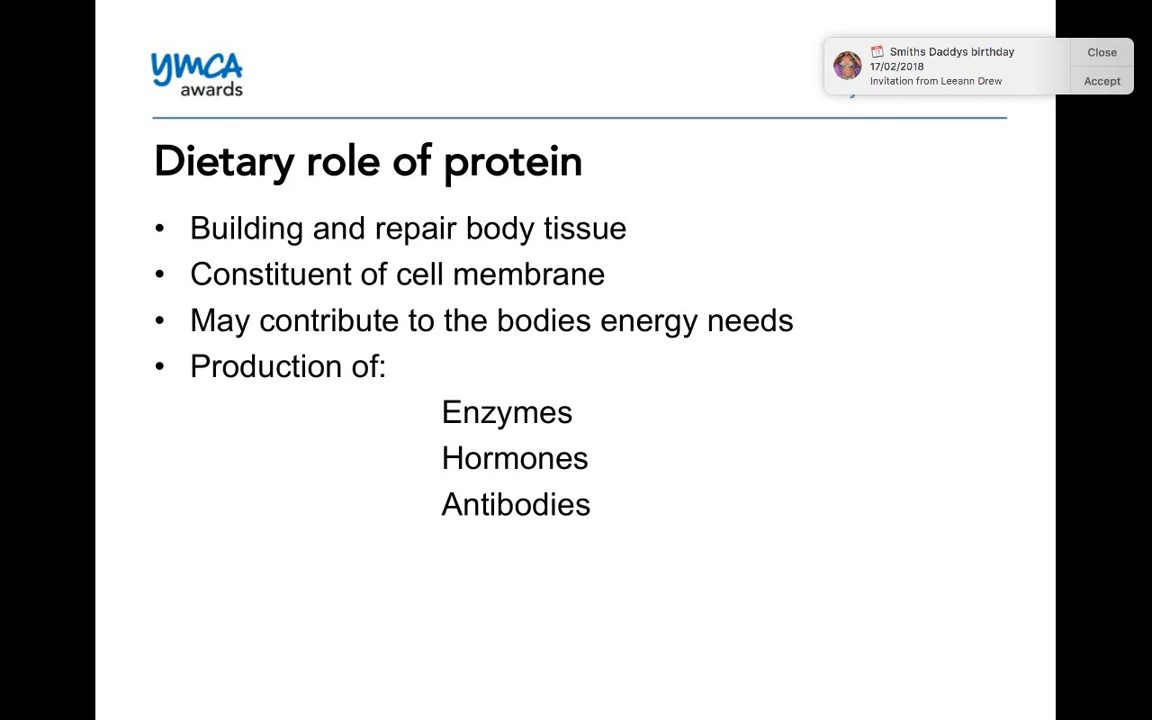 ymca
awards
Smiths Daddys birthday
17/02/2018
Invitation from Leeann Drew
Close
Accept
Dietary role of protein
• Building and repair body tissue
• Constituent of cell membrane
• May contribute to the bodies energy needs
• Production of:
Enzymes
Hormones
Antibodies